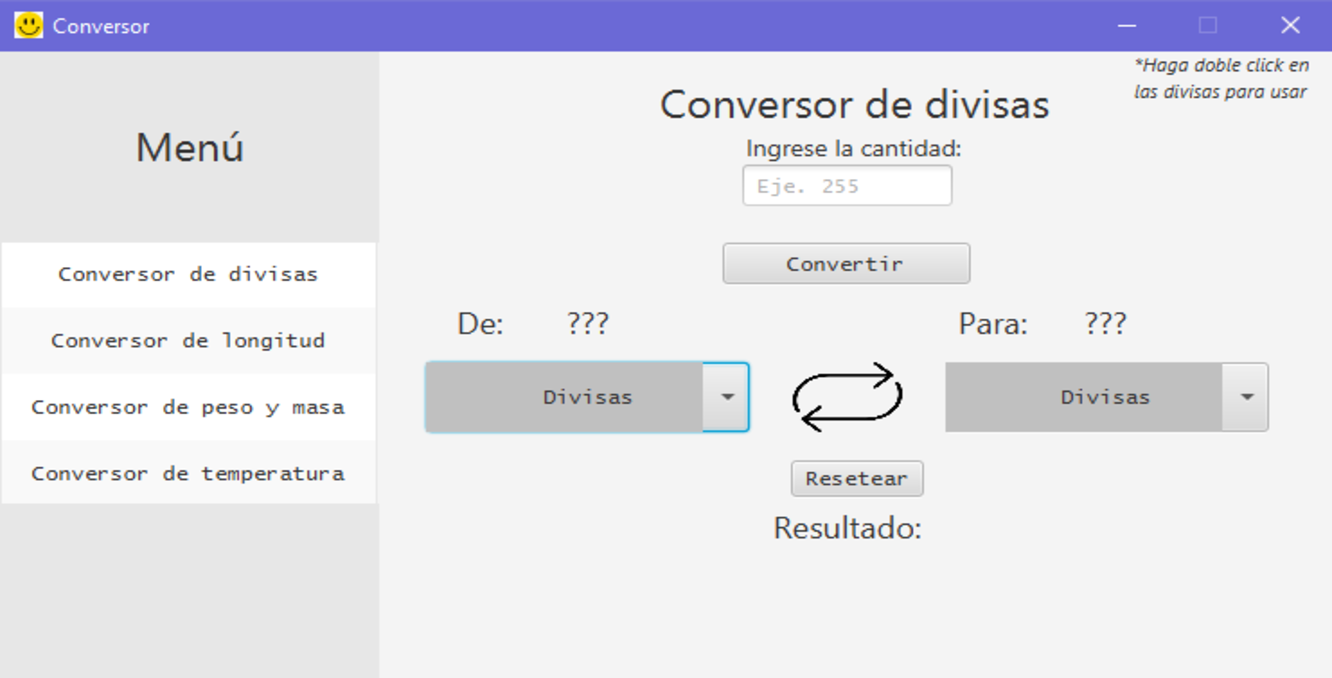 Conversor
*Haga doble click en
las divisas para usar
Menú
Conversor de divisas
Conversor de longitud
Conversor de peso y masa
Conversor de temperatura
Conversor de divisas
Ingrese la cantidad:
Eje. 255
Convertir
De: ???
Para: ???
Divisas
Divisas
Resetear
Resultado: